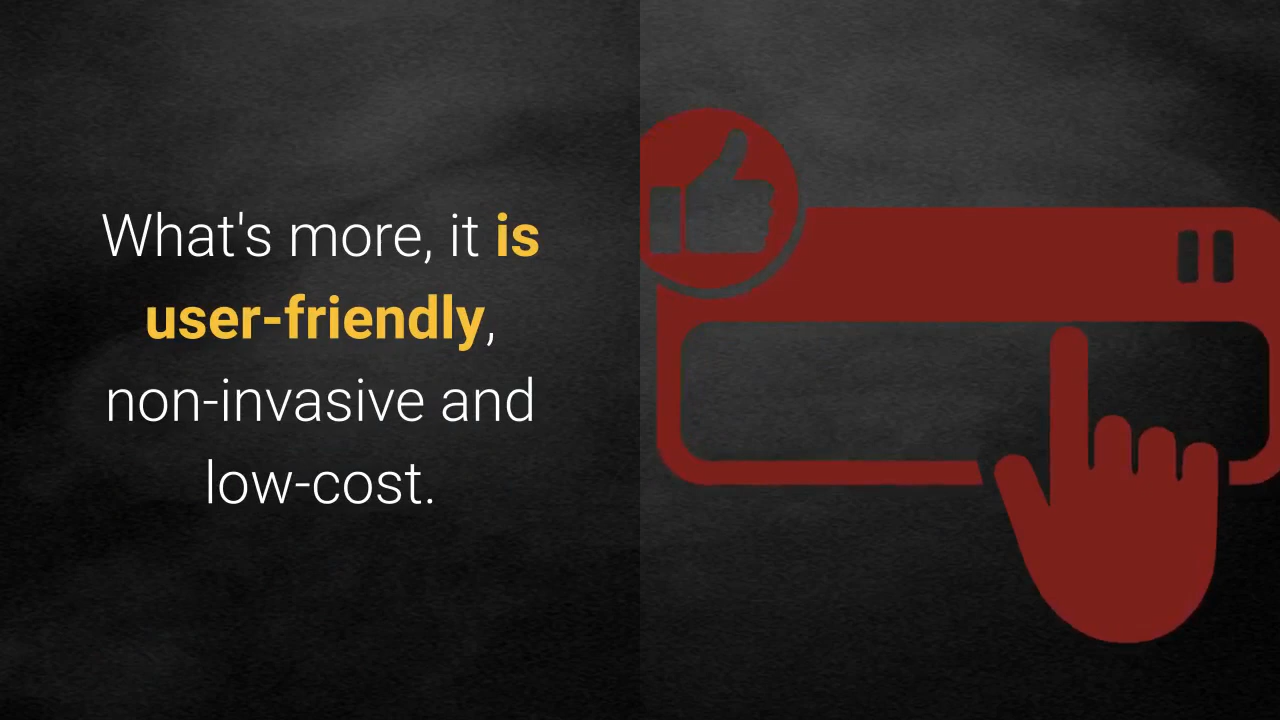 What's more, it is
user-friendly,
non-invasive and
low-cost.